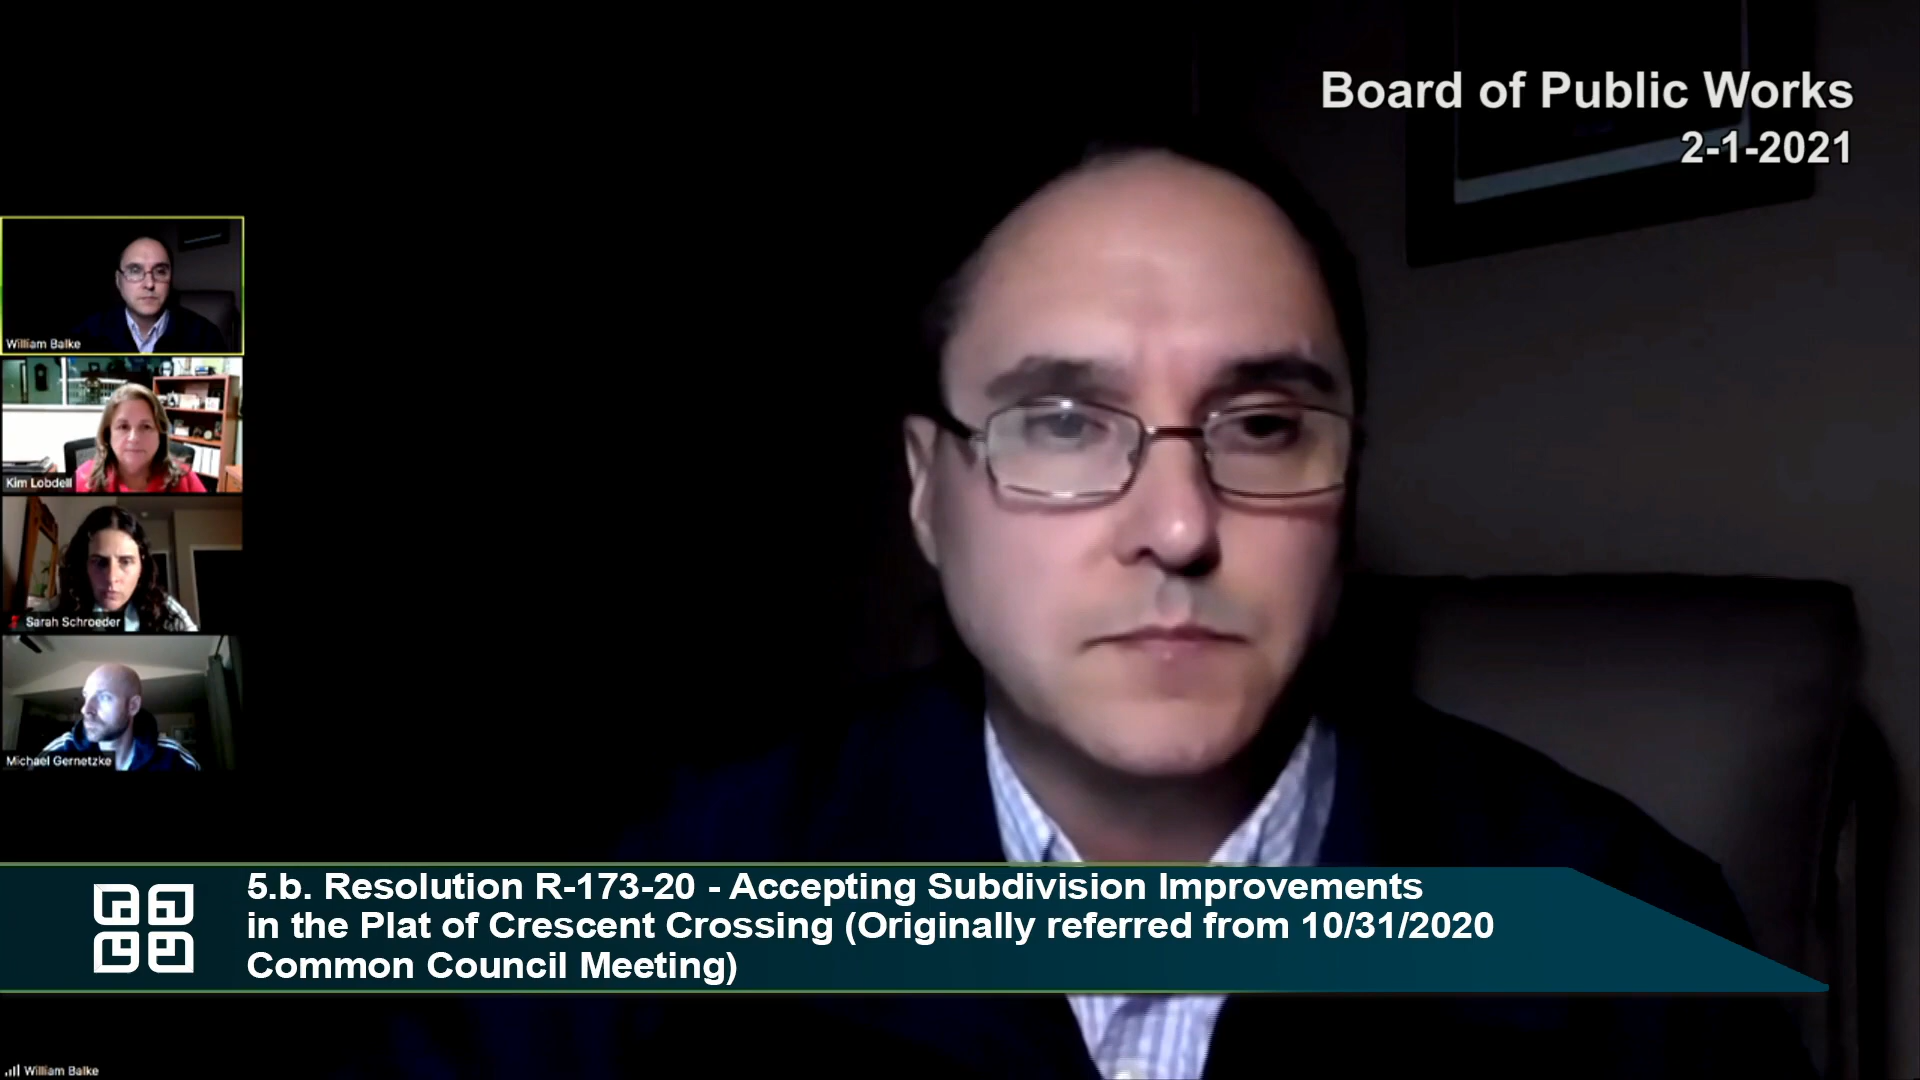 Board of Public Works
2-1-2021
William Balke
Kim Lobdell
Sarah Schroeder
Michael Gernetzke
5.b. Resolution R-173-20 - Accepting Subdivision Improvements
in the Plat of Crescent Crossing (Originally referred from 10/31/2020
Common Council Meeting)
William Balke